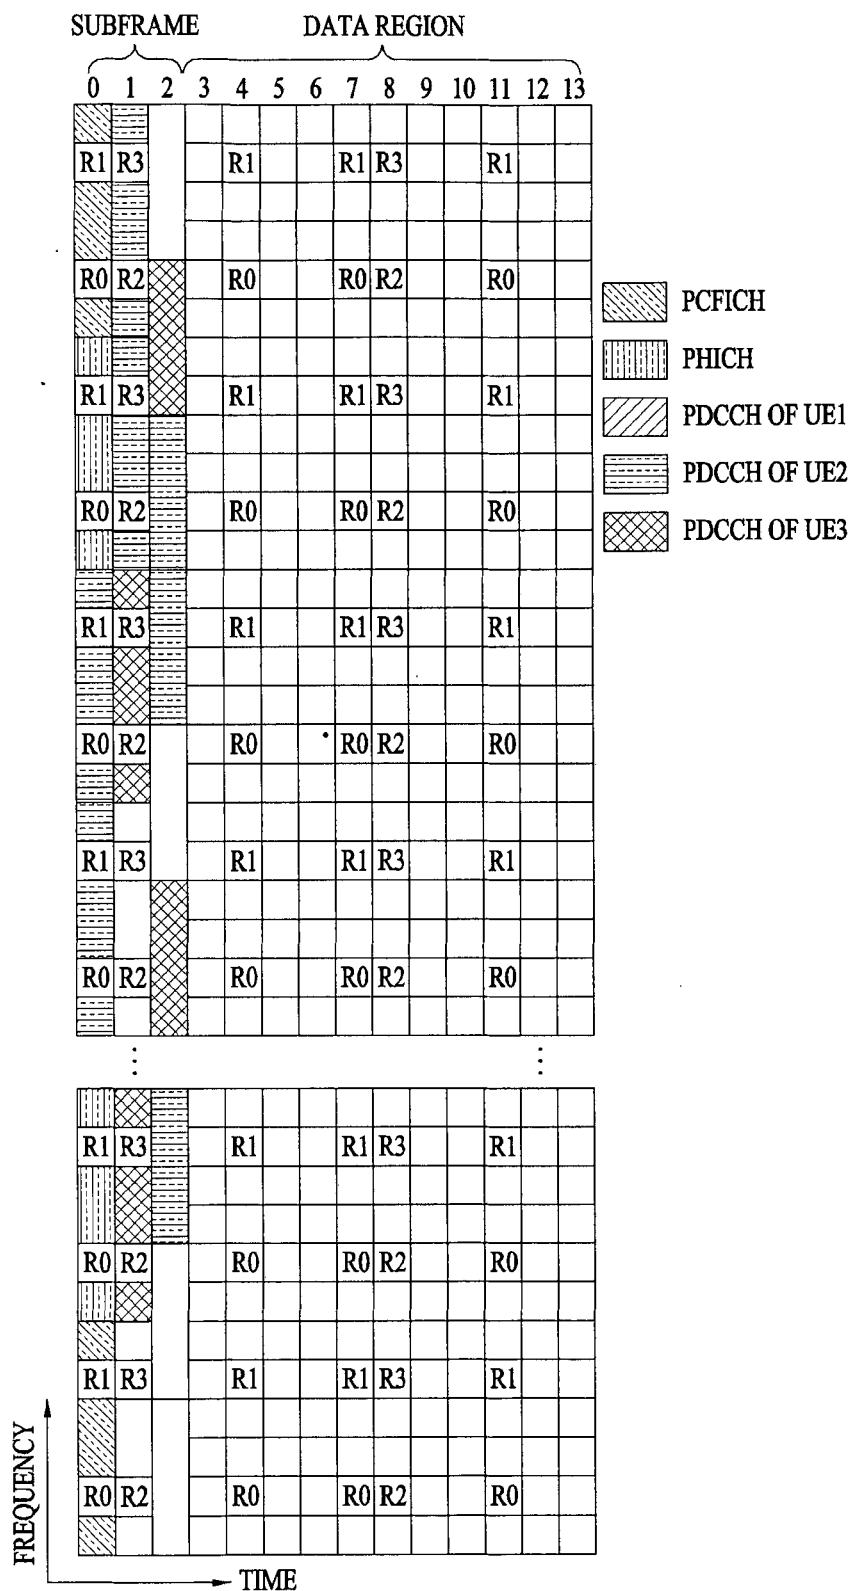 SUBFRAME DATA REGION
0 1 2 3 4 5 6 7 8 9 10 11 12 13
R1 R3 R1 R1 R3 R1
R0 R2 R0 R0 R2 R0
PCFICH
PHICH
R1 R3 R1 R1 R3 R1
PDCCH OF UE1
PDCCH OF UE2
R0 R2 R0 R0 R2 R0
PDCCH OF UE3
R1 R3 R1 R1 R3 R1
R0 R2 R0 R0 R2 R0
R1 R3 R1 R1 R3 R1
R0 R2 R0 R0 R2 R0
R1 R3 R1 R1 R3 R1
R0 R2 R0 R0 R2 R0
R1 R3 R1 R1 R3 R1
R0 R2 R0 R0 R2 R0
FREQUENCY
TIME